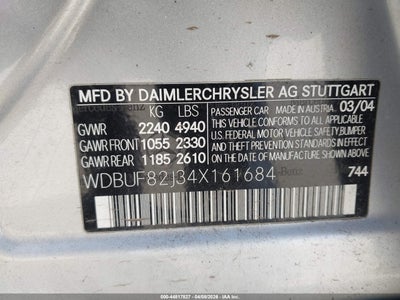 MFD BY DAIMLERCHRYSLER AG STUTTGART
KG LBS PASSENGER CAR MADE IN AUSTRIA 03/04
GVWR 2240 4940
GAWR FRONT 1055 2330
GAWR REAR 1185 2610
THIS VEHICLE CONFORMS TO ALL APPLICABLE U.S. FEDERAL MOTOR VEHICLE SAFETY, BUMPER, AND THEFT PREVENTION STANDARDS IN EFFECT ON THE DATE OF MANUFACTURE SHOWN ABOVE.
WDBUF82J34X161684 744